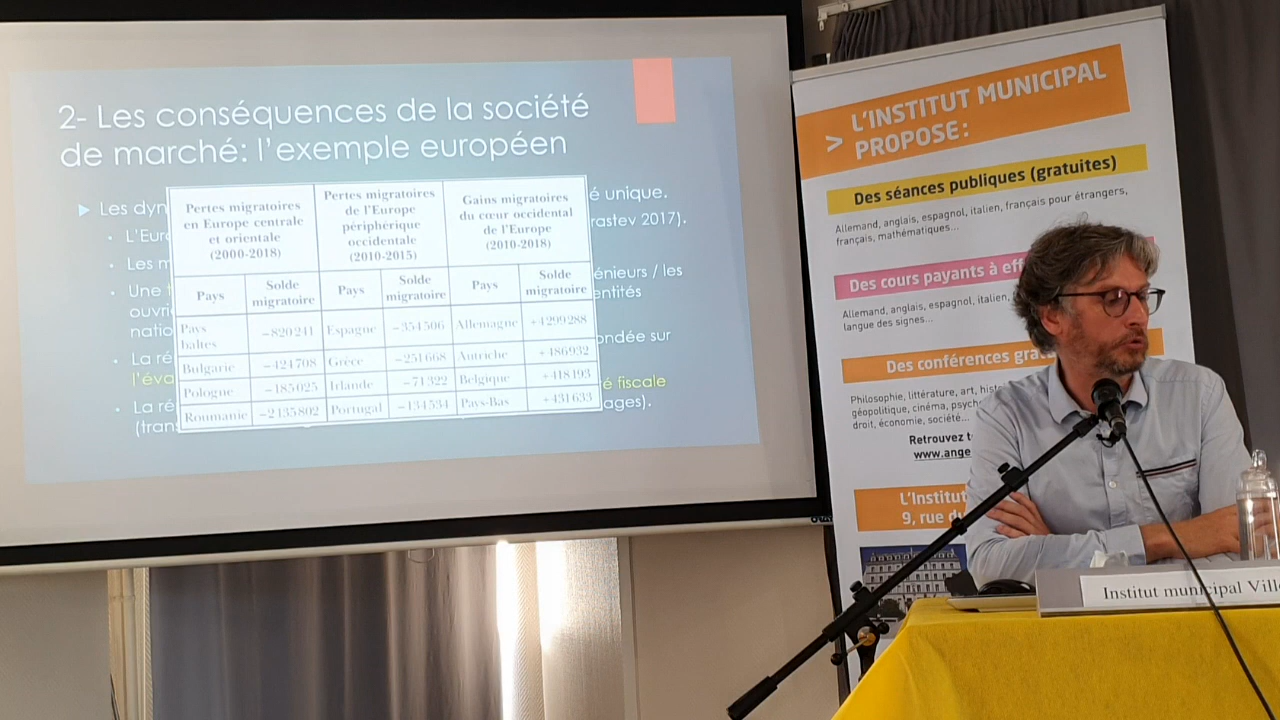 2- Les conséquences de la société
de marché: l'exemple européen
Les dyn
é unique.
L'Eur
rastev 2017).
Les m
Une
énieurs / les
ouvri
entités
natio
La ré
ondée sur
l'éva
é fiscale
La ré
ages).
(tran
Pertes migratoires
en Europe centrale
et orientale
(2000-2018)
Pertes migratoires
de l'Europe
périphérique
occidentale
(2010-2015)
Gains migratoires
du cœur occidental
de l'Europe
(2010-2018)
Pays Solde migratoire Pays Solde migratoire Pays Solde migratoire
Pays baltes −820241 Espagne −354506 Allemagne +4299288
Bulgarie −424708 Grèce −251668 Autriche +486932
Pologne −185025 Irlande −71322 Belgique +418193
Roumanie −2135802 Portugal −134534 Pays-Bas +431633
> L'INSTITUT MUNICIPAL
PROPOSE:
Des séances publiques (gratuites)
Allemand, anglais, espagnol, italien, français pour étrangers,
français, mathématiques...
Des cours payants à eff
Allemand, anglais, espagnol, italien,
langue des signes...
Des conférences grat
Philosophie, littérature, art, hist
géopolitique, cinéma, psych
droit, économie, société...
Retrouvez t
www.ange
L'Institut
9, rue du
Institut municipal Ville